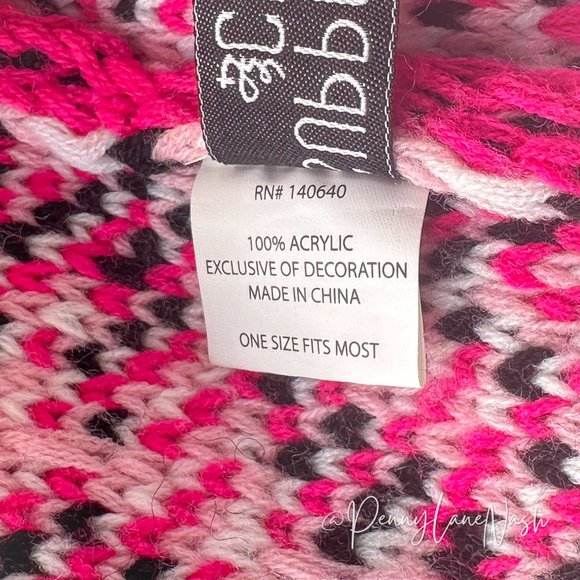 RN# 140640
100% ACRYLIC
EXCLUSIVE OF DECORATION
MADE IN CHINA
ONE SIZE FITS MOST
@PennyLaneNash